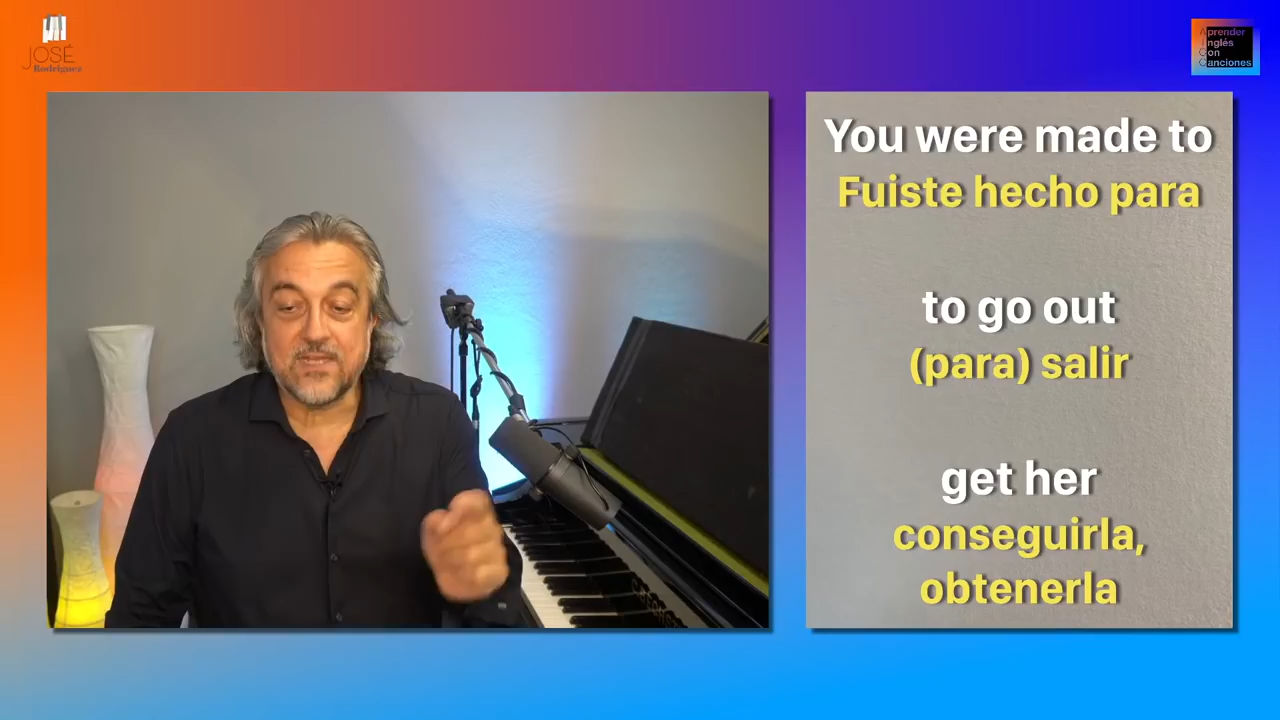 JOSÉ
Rodríguez
Aprender
Inglés
Con
Canciones
You were made to
Fuiste hecho para
to go out
(para) salir
get her
conseguirla,
obtenerla